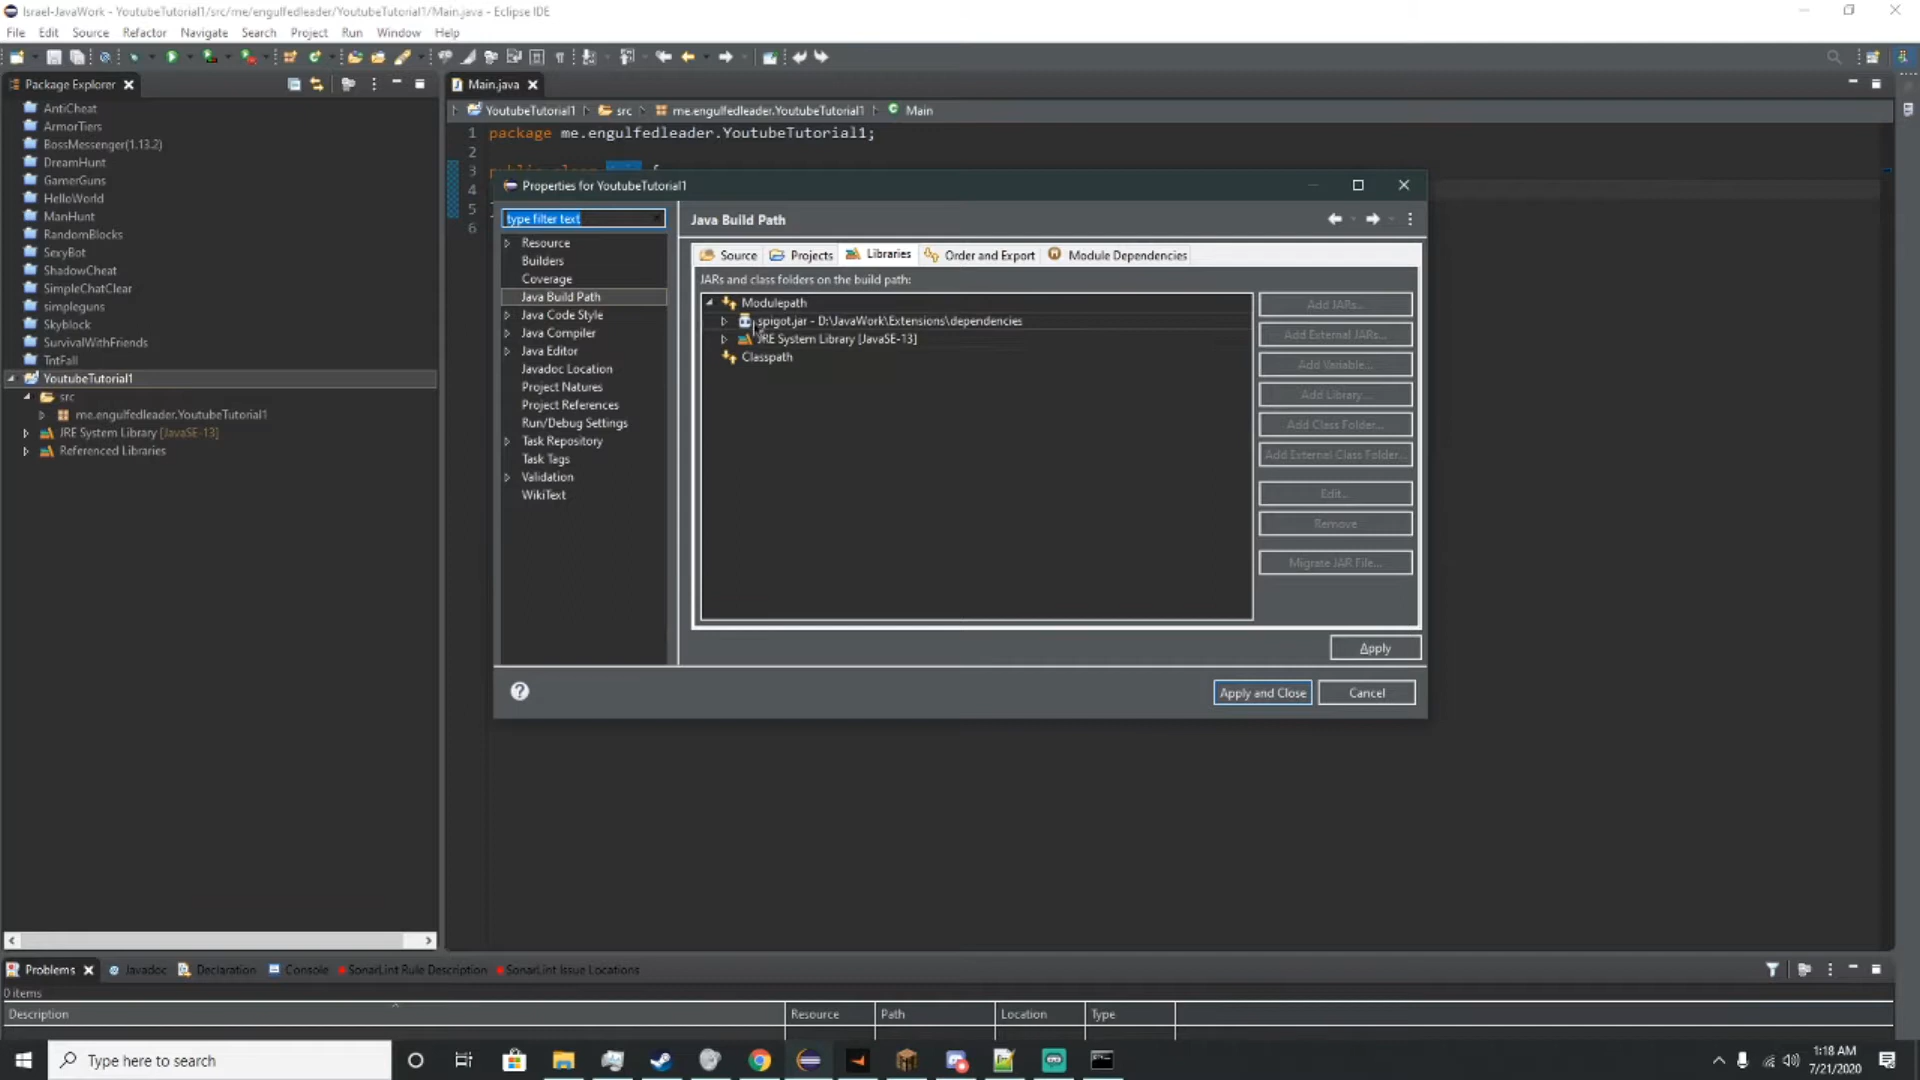 Israel-JavaWork - YoutubeTutorial1/src/me/engulfedleader/YoutubeTutorial1/Main.java - Eclipse IDE
File Edit Source Refactor Navigate Search Project Run Window Help
Package Explorer
Main.java
AntiCheat
ArmorTiers
BossMessenger(1.13.2)
DreamHunt
GamerGuns
HelloWorld
ManHunt
RandomBlocks
SexyBot
ShadowCheat
SimpleChatClear
simpleguns
Skyblock
SurvivalWithFriends
TntFall
YoutubeTutorial1
src
me.engulfedleader.YoutubeTutorial1
JRE System Library [JavaSE-13]
Referenced Libraries
YoutubeTutorial1 src me.engulfedleader.YoutubeTutorial1 Main
1 package me.engulfedleader.YoutubeTutorial1;
2
3
4
5
6
Properties for YoutubeTutorial1
type filter text
Resource
Builders
Coverage
Java Build Path
Java Code Style
Java Compiler
Java Editor
Javadoc Location
Project Natures
Project References
Run/Debug Settings
Task Repository
Task Tags
Validation
WikiText
Java Build Path
Source Projects Libraries Order and Export Module Dependencies
JARs and class folders on the build path:
Modulepath
spigot.jar - D:\JavaWork\Extensions\dependencies
JRE System Library [JavaSE-13]
Classpath
Add JARs...
Add External JARs...
Add Variable...
Add Library...
Add Class Folder...
Add External Class Folder...
Edit...
Remove
Migrate JAR File...
Apply
Apply and Close
Cancel
Problems Javadoc Declaration Console SonarLint Rule Description SonarLint Issue Locations
0 items
Description Resource Path Location Type
Type here to search
1:18 AM
7/21/2020